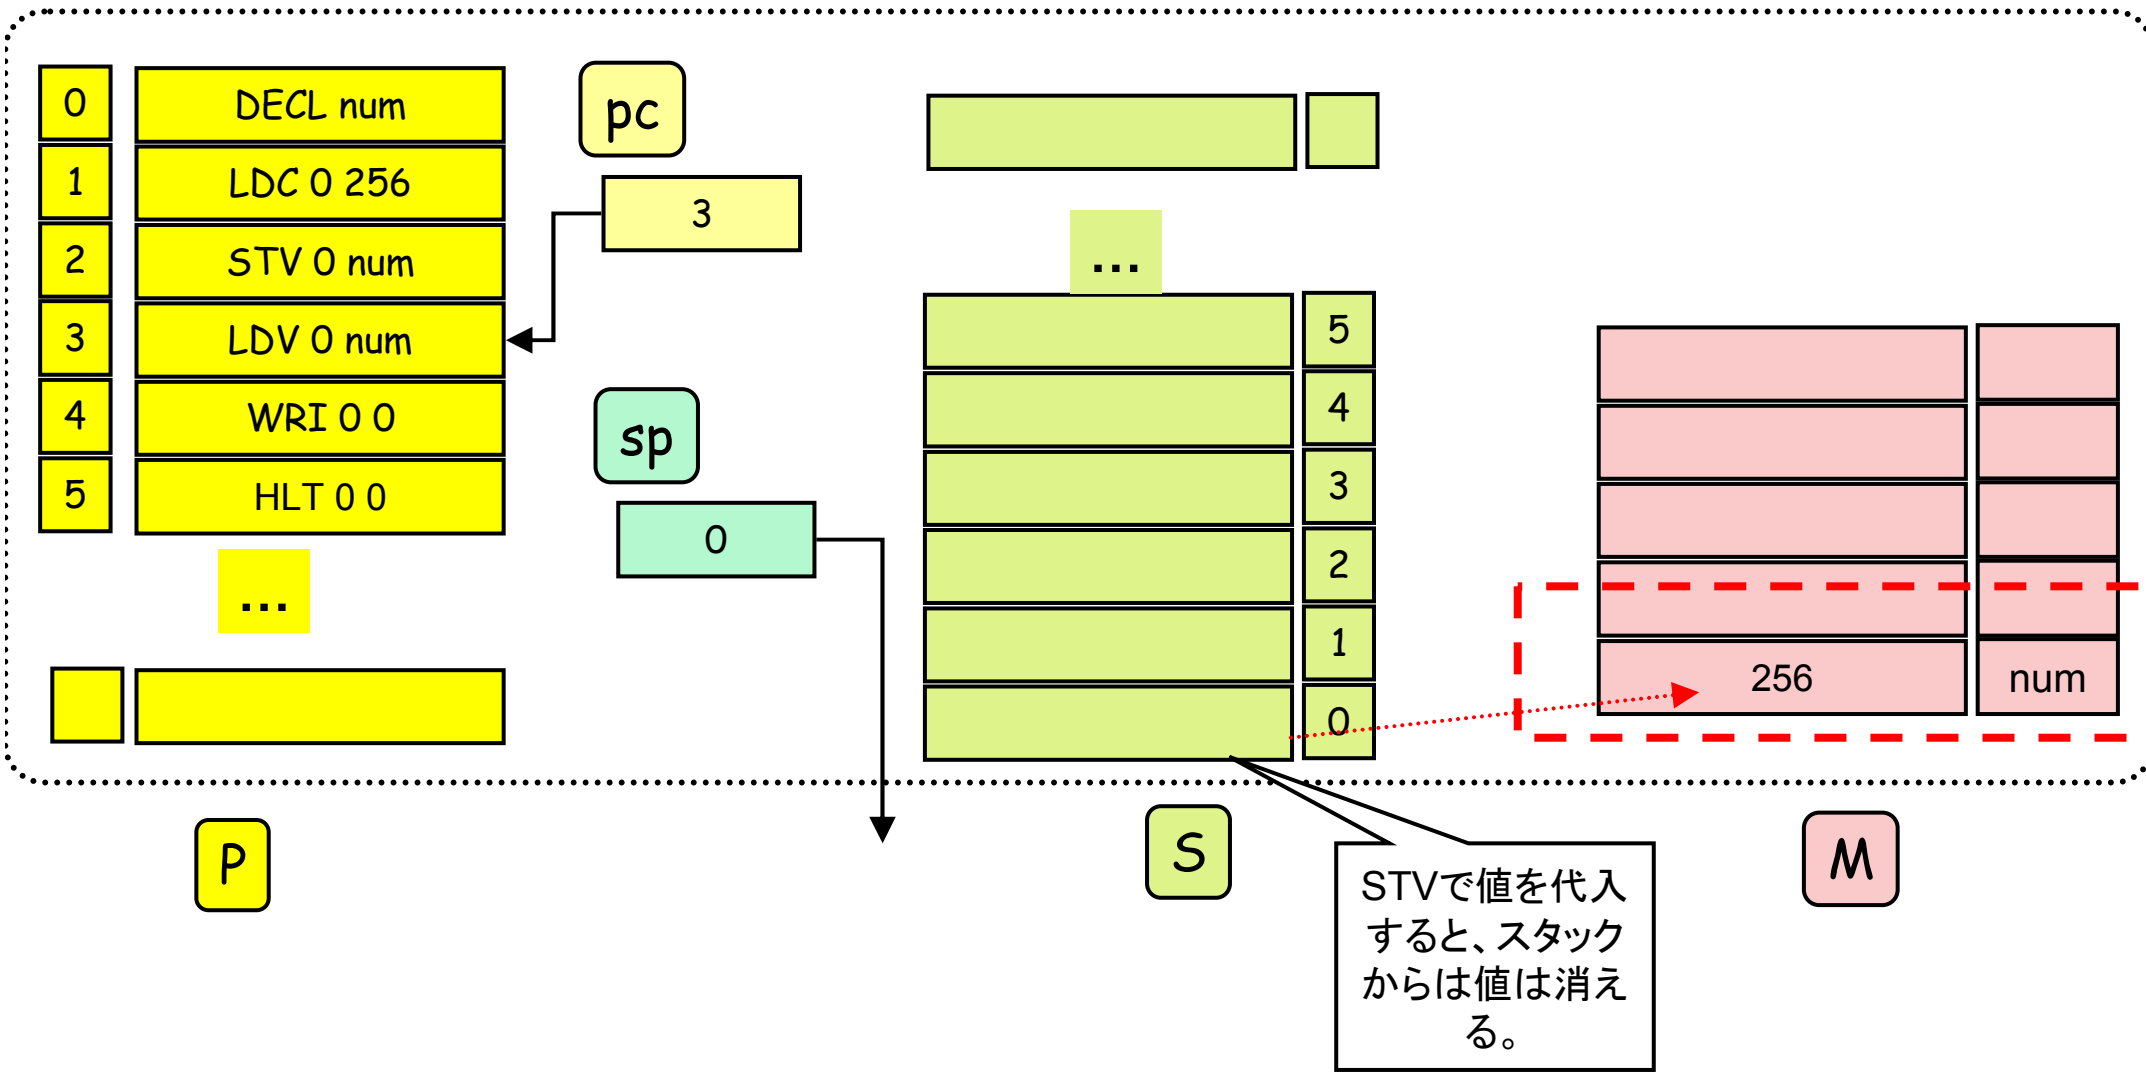 0 DECL num
1 LDC 0 256
2 STV 0 num
3 LDV 0 num
4 WRI 0 0
5 HLT 0 0
...
P
pc
3
sp
0
...
5
4
3
2
1
0
S
256 num
M
STVで値を代入
すると、スタック
からは値は消え
る。